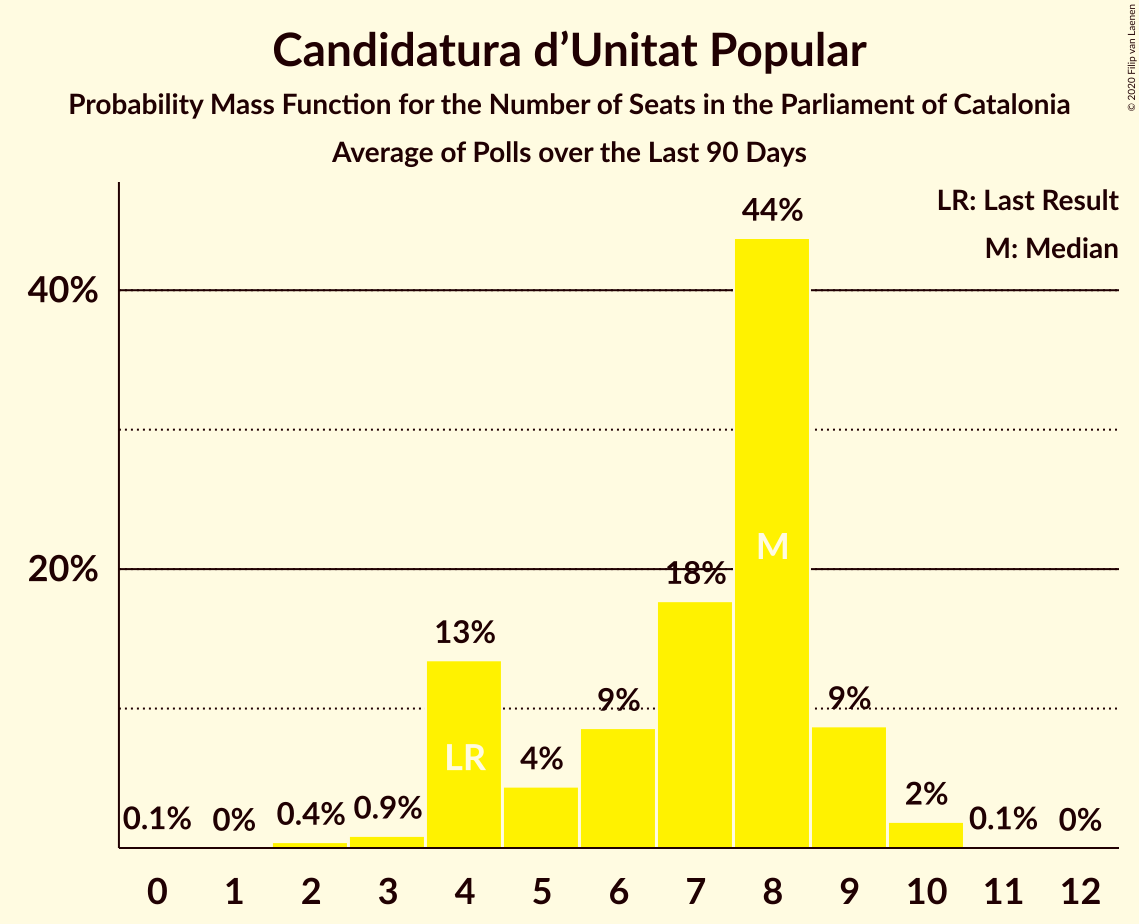 Candidatura d’Unitat Popular
Probability Mass Function for the Number of Seats in the Parliament of Catalonia
Average of Polls over the Last 90 Days
© 2020 Filip van Laenen
LR: Last Result
M: Median
40%
20%
0.1%
0%
0.4%
0.9%
13%
4%
9%
18%
44%
9%
2%
0.1%
0%
LR
M
0 1 2 3 4 5 6 7 8 9 10 11 12